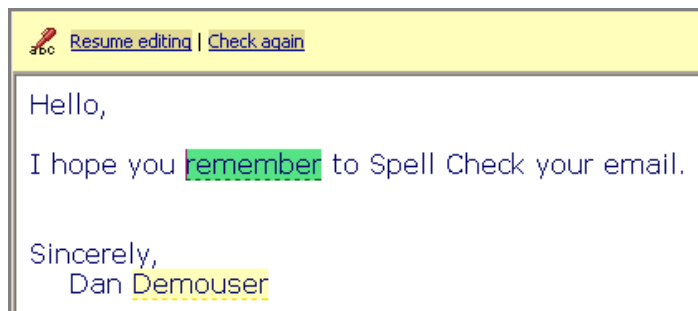 abc Resume editing | Check again
Hello,
I hope you remember to Spell Check your email.
Sincerely,
Dan Demouser